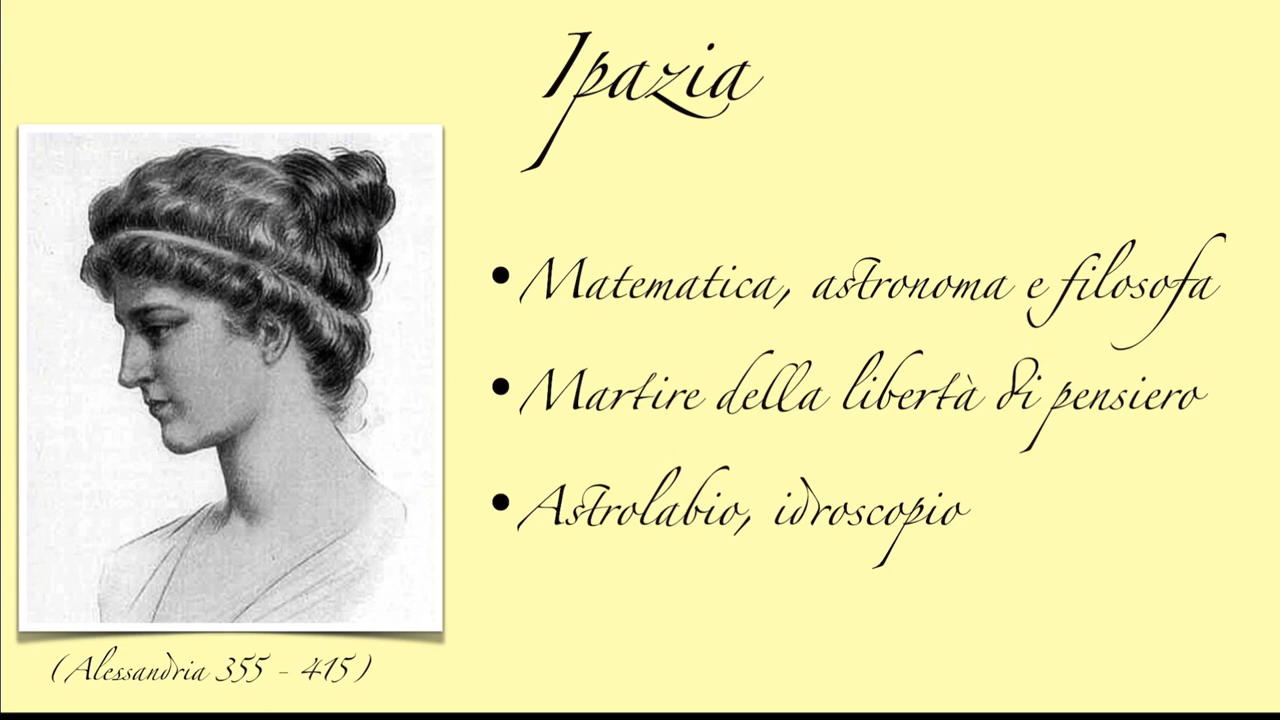 Ipazia
• Matematica, astronoma e filosofa
• Martire della libertà di pensiero
• Astrolabio, idroscopio
(Alessandria 355 - 415)